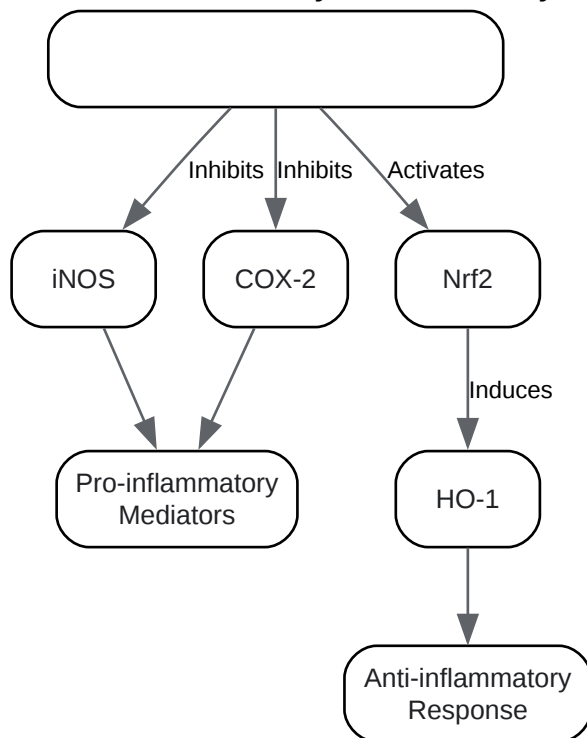 Inhibits
Inhibits
Activates
iNOS
COX-2
Nrf2
Induces
Pro-inflammatory
Mediators
HO-1
Anti-inflammatory
Response